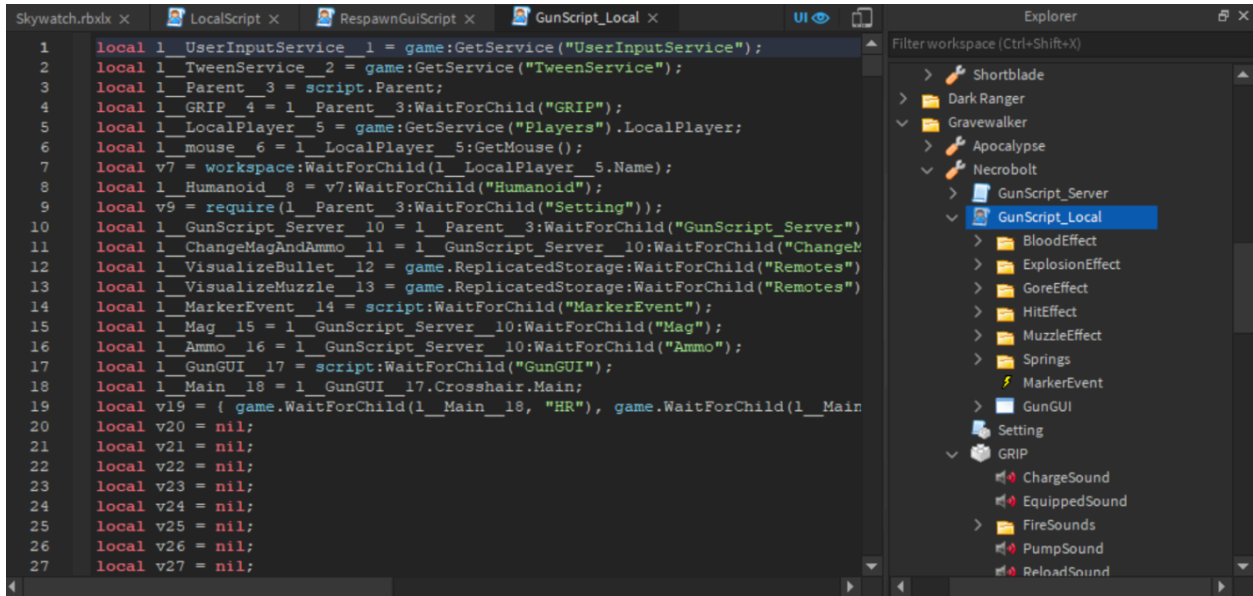 Skywatch.rbxlx ×
LocalScript ×
RespawnGuiScript ×
GunScript_Local ×
UI
1 local l__UserInputService__1 = game:GetService("UserInputService");
2 local l__TweenService__2 = game:GetService("TweenService");
3 local l__Parent__3 = script.Parent;
4 local l__GRIP__4 = l__Parent__3:WaitForChild("GRIP");
5 local l__LocalPlayer__5 = game:GetService("Players").LocalPlayer;
6 local l__mouse__6 = l__LocalPlayer__5:GetMouse();
7 local v7 = workspace:WaitForChild(l__LocalPlayer__5.Name);
8 local l__Humanoid__8 = v7:WaitForChild("Humanoid");
9 local v9 = require(l__Parent__3:WaitForChild("Setting"));
10 local l__GunScript_Server__10 = l__Parent__3:WaitForChild("GunScript_Server")
11 local l__ChangeMagAndAmmo__11 = l__GunScript_Server__10:WaitForChild("ChangeM
12 local l__VisualizeBullet__12 = game.ReplicatedStorage:WaitForChild("Remotes")
13 local l__VisualizeMuzzle__13 = game.ReplicatedStorage:WaitForChild("Remotes")
14 local l__MarkerEvent__14 = script:WaitForChild("MarkerEvent");
15 local l__Mag__15 = l__GunScript_Server__10:WaitForChild("Mag");
16 local l__Ammo__16 = l__GunScript_Server__10:WaitForChild("Ammo");
17 local l__GunGUI__17 = script:WaitForChild("GunGUI");
18 local l__Main__18 = l__GunGUI__17.Crosshair.Main;
19 local v19 = { game.WaitForChild(l__Main__18, "HR"), game.WaitForChild(l__Main
20 local v20 = nil;
21 local v21 = nil;
22 local v22 = nil;
23 local v23 = nil;
24 local v24 = nil;
25 local v25 = nil;
26 local v26 = nil;
27 local v27 = nil;
Explorer
Filter workspace (Ctrl+Shift+X)
Shortblade
Dark Ranger
Gravewalker
Apocalypse
Necrobolt
GunScript_Server
GunScript_Local
BloodEffect
ExplosionEffect
GoreEffect
HitEffect
MuzzleEffect
Springs
MarkerEvent
GunGUI
Setting
GRIP
ChargeSound
EquippedSound
FireSounds
PumpSound
ReloadSound